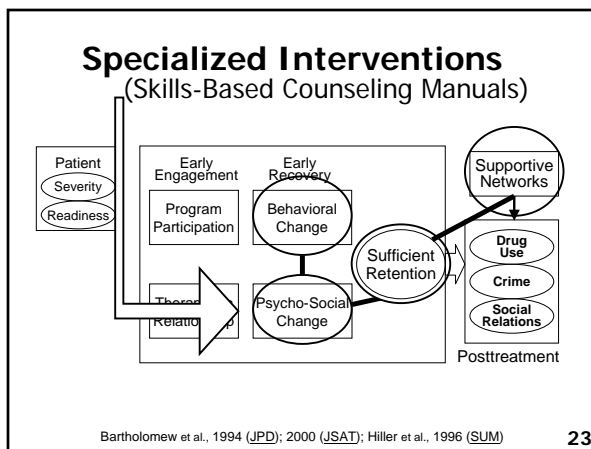 Specialized Interventions
(Skills-Based Counseling Manuals)
Patient
Severity
Readiness
Early
Engagement
Program
Participation
Early
Recovery
Behavioral
Change
Psycho-Social
Change
Sufficient
Retention
Supportive
Networks
Drug
Use
Crime
Social
Relations
Posttreatment
Bartholomew et al., 1994 (JPD); 2000 (JSAT); Hiller et al., 1996 (SUM)
23